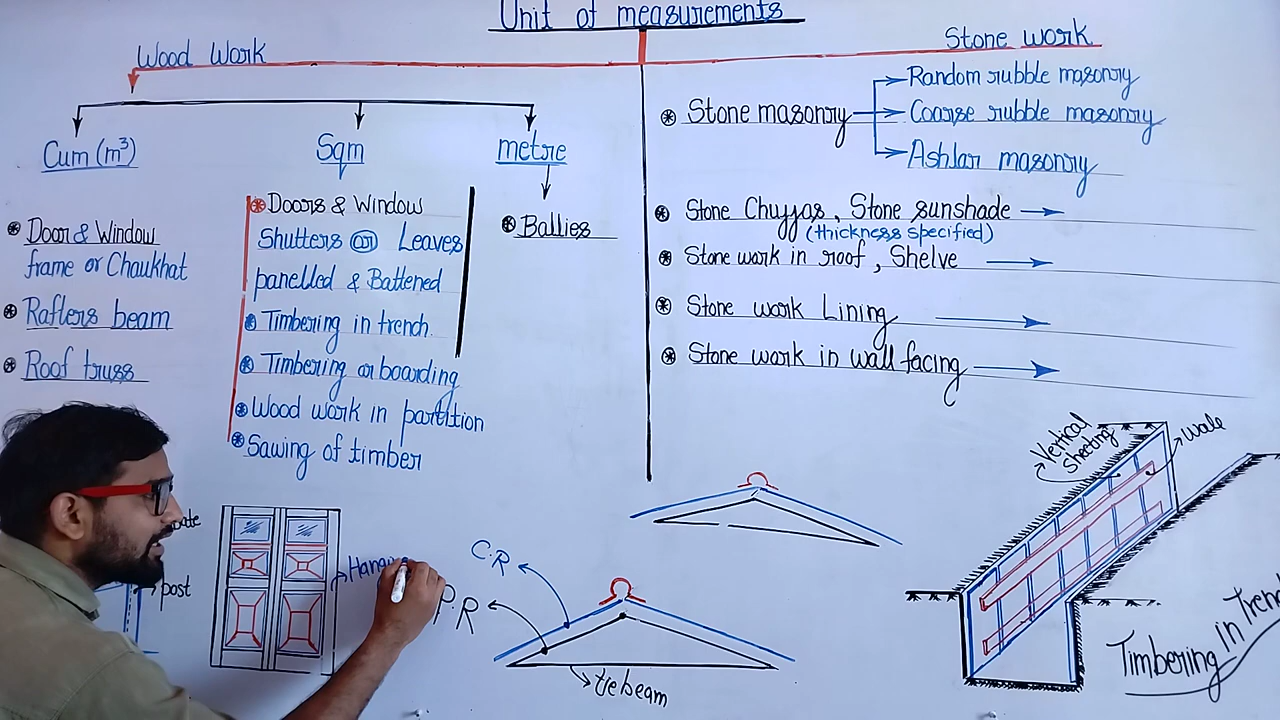 Unit of measurements
Wood Work
Stone work
Cum (m³)
Sqm
metre
Door & Window
frame or Chaukhat
Rafters beam
Roof truss
Doors & Window
Shutters OR Leaves
panelled & Battened
Timbering in trench
Timbering or boarding
Wood work in partition
Sawing of timber
Ballies
Stone masonry
Random rubble masonry
Coarse rubble masonry
Ashlar masonry
Stone Chujjas, Stone sunshade
(thickness specified)
Stone work in roof, Shelve
Stone work Lining
Stone work in wall facing
post
C.R
P.R
tie beam
Vertical
sheeting
wale
Timbering in